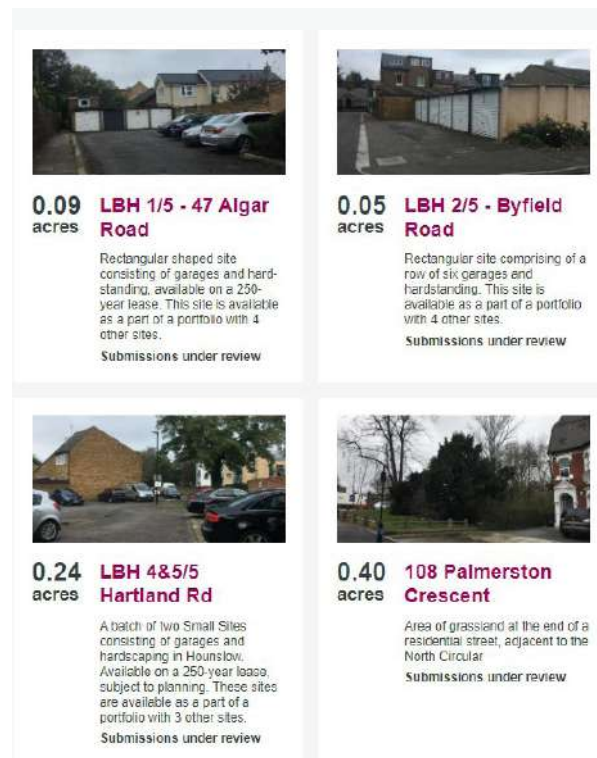 0.09
acres
LBH 1/5 - 47 Algar
Road
Rectangular shaped site
consisting of garages and hard-
standing, available on a 250-
year lease. This site is available
as a part of a portfolio with 4
other sites.
Submissions under review
0.05
acres
LBH 2/5 - Byfield
Road
Rectangular site comprising of a
row of six garages and
hardstanding. This site is
available as a part of a portfolio
with 4 other sites.
Submissions under review
0.24
acres
LBH 4&5/5
Hartland Rd
A batch of two Small Sites
consisting of garages and
hardscaping in Hounslow.
Available on a 250-year lease,
subject to planning. These sites
are available as a part of a
portfolio with 3 other sites.
Submissions under review
0.40
acres
108 Palmerston
Crescent
Area of grassland at the end of a
residential street, adjacent to the
North Circular
Submissions under review